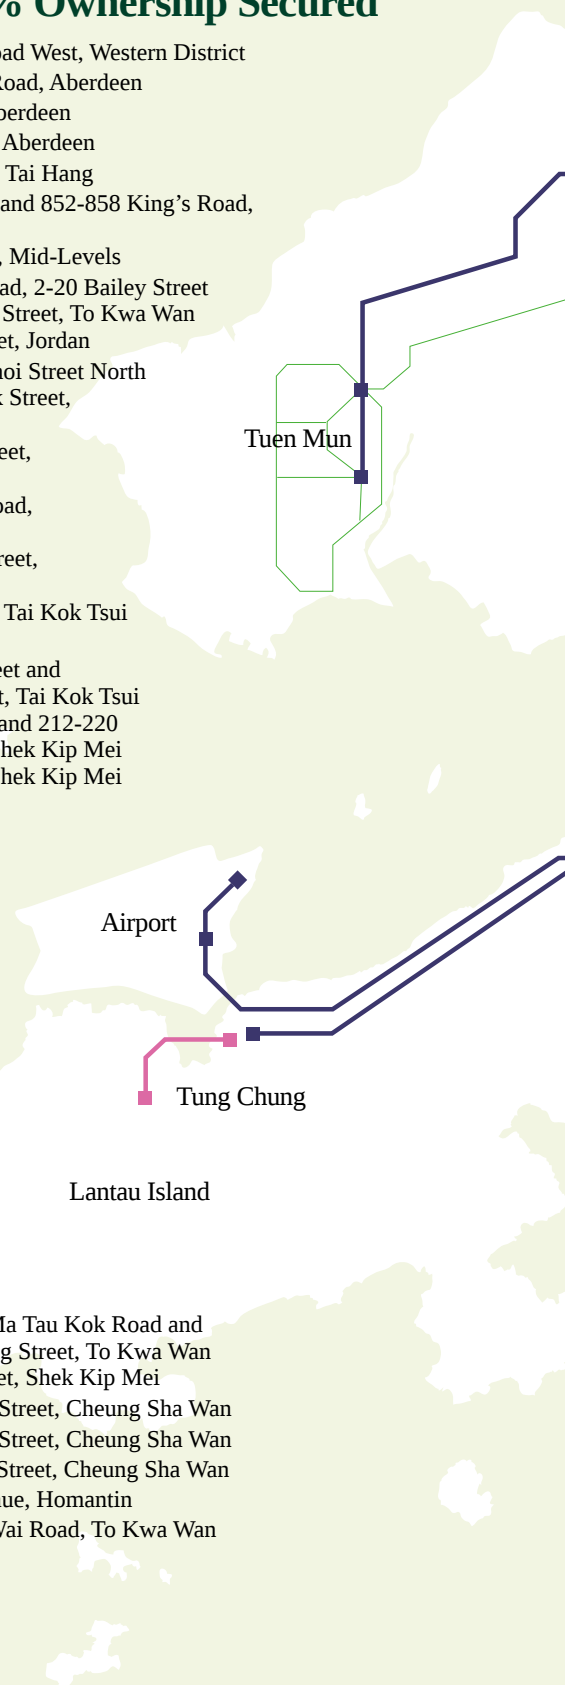 % Ownership Secured
ad West, Western District
Road, Aberdeen
berdeen
Aberdeen
Tai Hang
and 852-858 King’s Road,
, Mid-Levels
ad, 2-20 Bailey Street
Street, To Kwa Wan
et, Jordan
oi Street North
Street,
Tuen Mun
eet,
oad,
reet,
Tai Kok Tsui
eet and
t, Tai Kok Tsui
and 212-220
hek Kip Mei
hek Kip Mei
Airport
Tung Chung
Lantau Island
Ma Tau Kok Road and
g Street, To Kwa Wan
et, Shek Kip Mei
Street, Cheung Sha Wan
Street, Cheung Sha Wan
Street, Cheung Sha Wan
ue, Homantin
Wai Road, To Kwa Wan